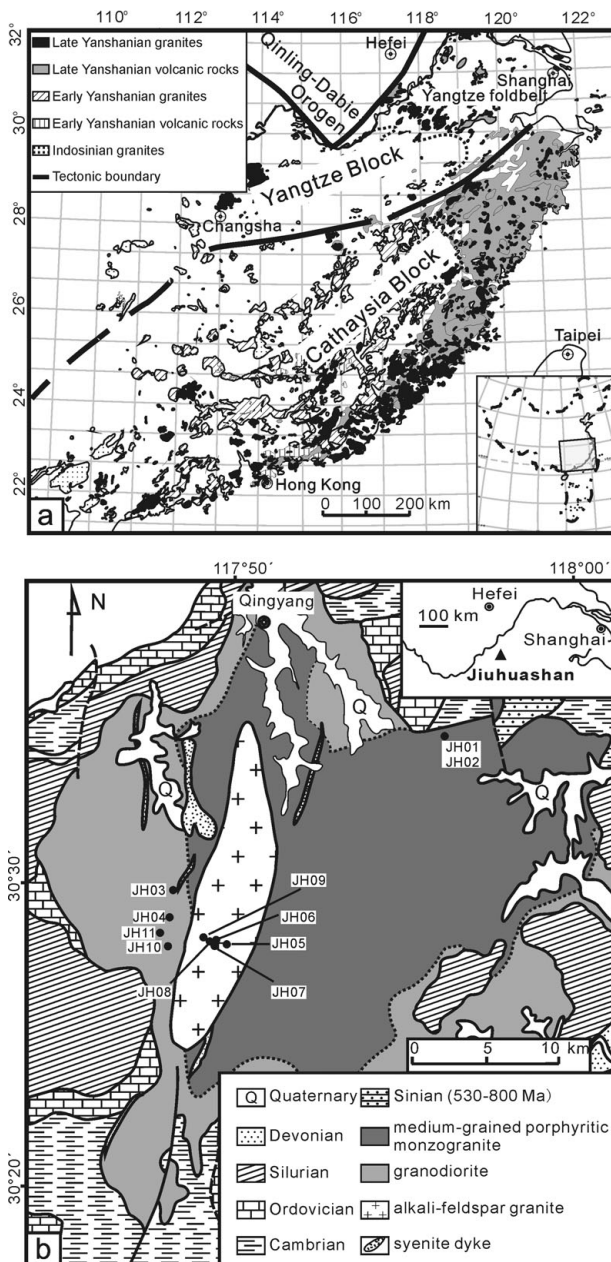 110° 112° 114° 116° 118° 120° 122°
32°
30°
28°
26°
24°
22°
Late Yanshanian granites
Late Yanshanian volcanic rocks
Early Yanshanian granites
Early Yanshanian volcanic rocks
Indosinian granites
Tectonic boundary
Qinling-Dabie
Orogen
Hefei
Shanghai
Yangtze foldbelt
Yangtze Block
Changsha
Cathaysia Block
Taipei
Hong Kong
0 100 200 km
a
117°50´ 118°00´
N
Qingyang
Hefei
100 km
Shanghai
Jiuhuashan
Q
JH01
JH02
Q
Q
30°30´
JH03
JH09
JH04
JH06
JH11
JH05
JH10
JH08
JH07
0 5 10 km
30°20´
Q Quaternary
Sinian (530-800 Ma)
Devonian
medium-grained porphyritic
monzogranite
Silurian
granodiorite
Ordovician
alkali-feldspar granite
Cambrian
syenite dyke
b